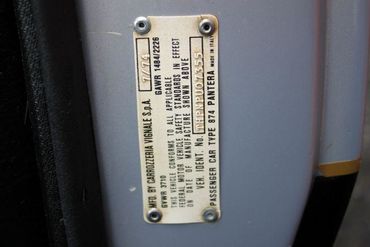 MFG. BY CARROZZERIA VIGNALE S.p.A. 7/74
GVWR 3710 GAWR 1484/2226
THIS VEHICLE CONFORMS TO ALL APPLICABLE
FEDERAL MOTOR VEHICLE SAFETY STANDARDS IN EFFECT
ON DATE OF MANUFACTURE SHOWN ABOVE
VEH. IDENT. No.
PASSENGER CAR TYPE 874 PANTERA MADE IN ITALY